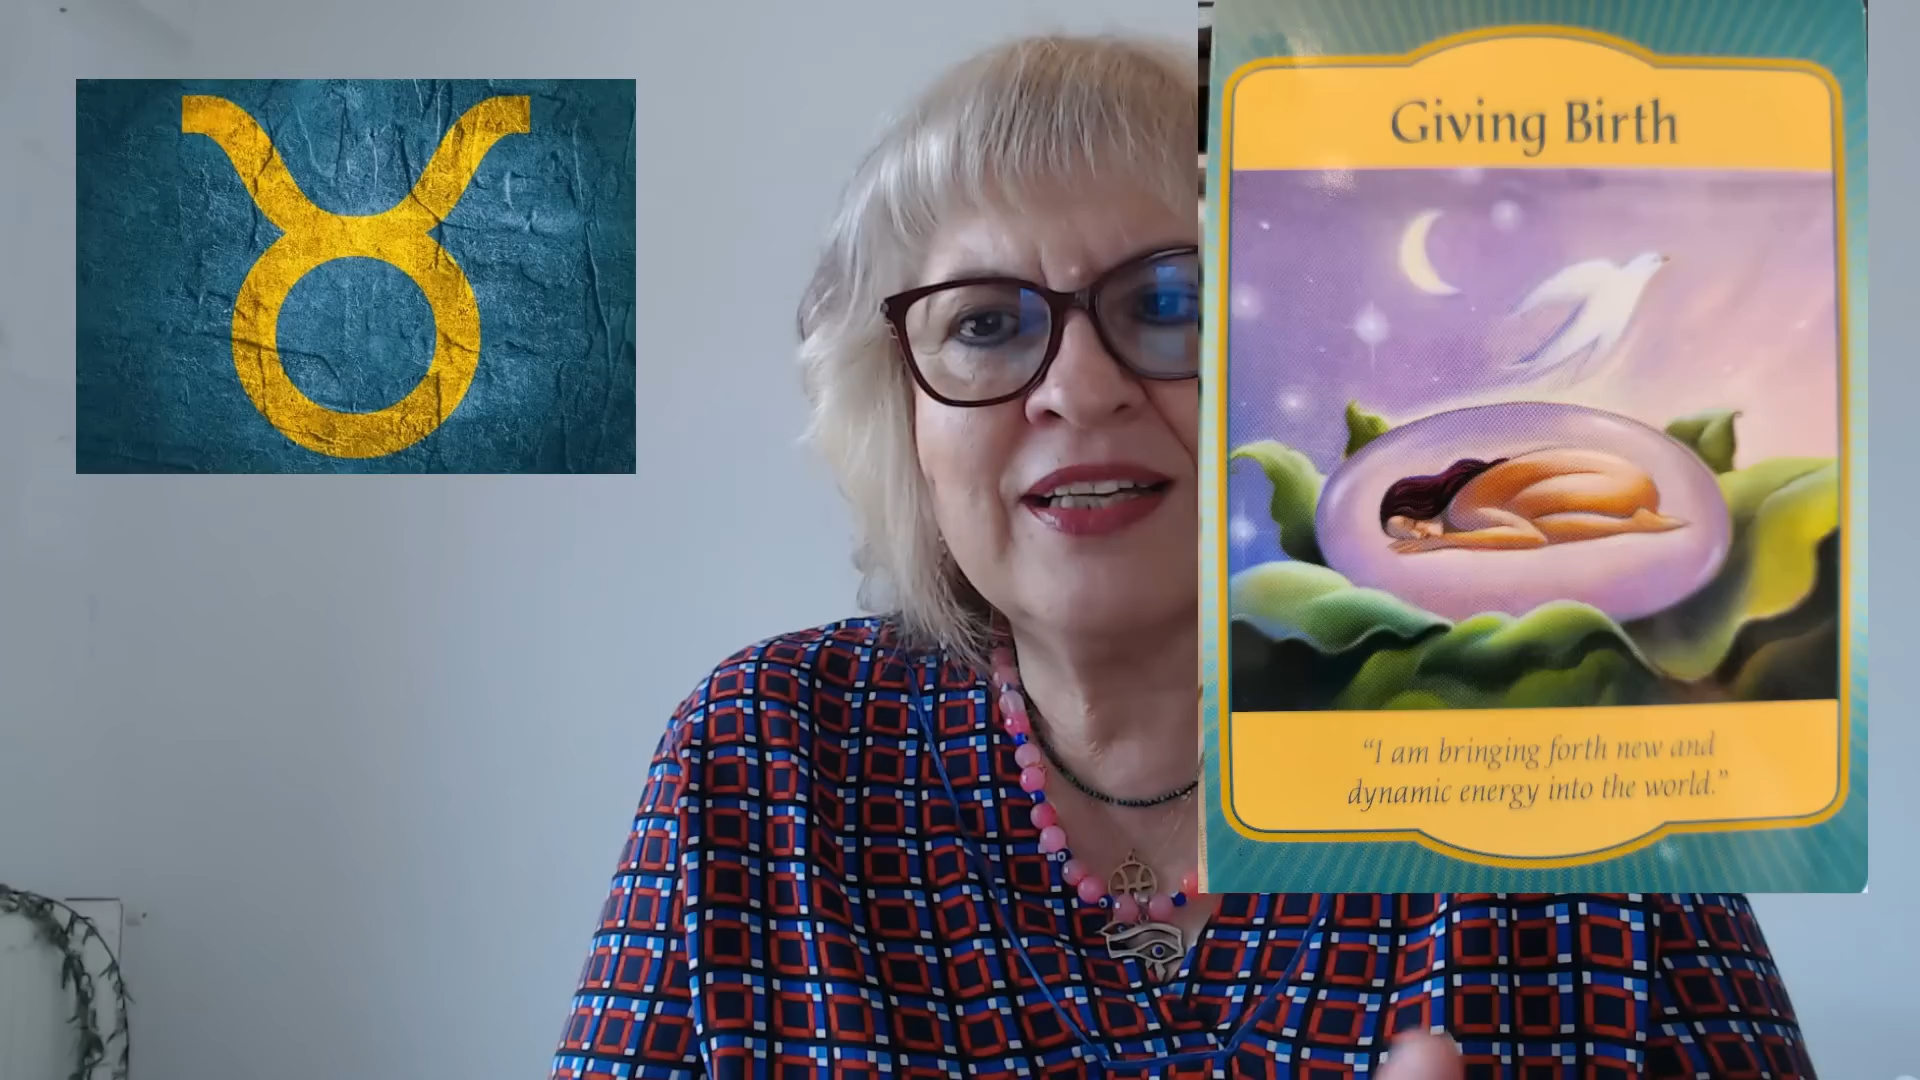 Giving Birth
“I am bringing forth new and
dynamic energy into the world.”